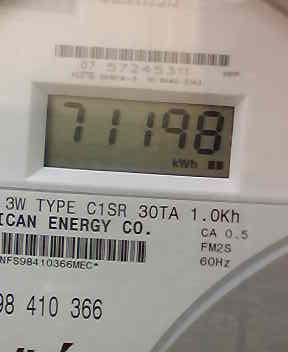 07 57245311
71198
kWh
3W TYPE C1SR 30TA 1.0Kh
ICAN ENERGY CO.
CA 0.5
FM2S
60Hz
*NFS98410366MEC*
98 410 366